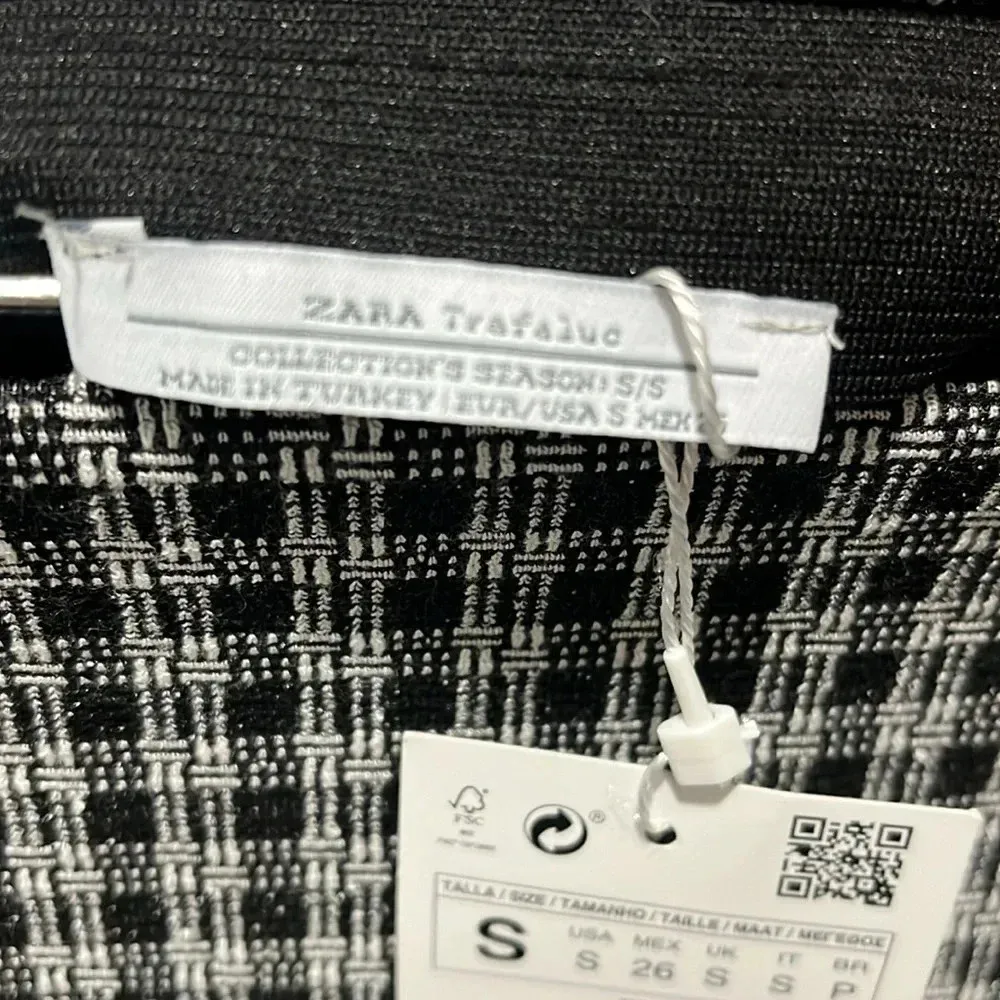 ZARA Trafaluc
COLLECTION'S SEASON: S/S
MADE IN TURKEY | EUR/USA S MEX 26
FSC
®
TALLA / SIZE / TAMANHO / TAILLE / MAAT / ΜΕΓΕΘΟΣ
S
USA MEX UK IT BR
S 26 S S P